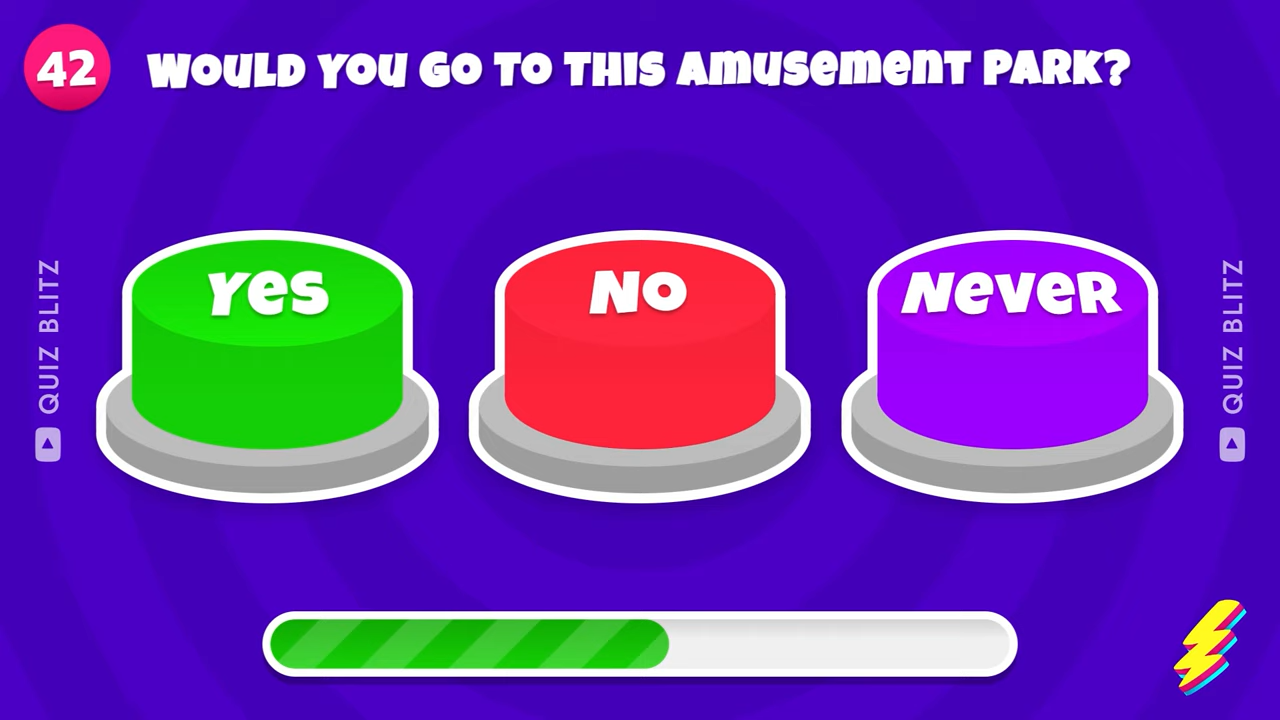 42
WOULD YOU GO TO THIS AMUSEMENT PARK?
YES
NO
NEVER
QUIZ BLITZ
QUIZ BLITZ